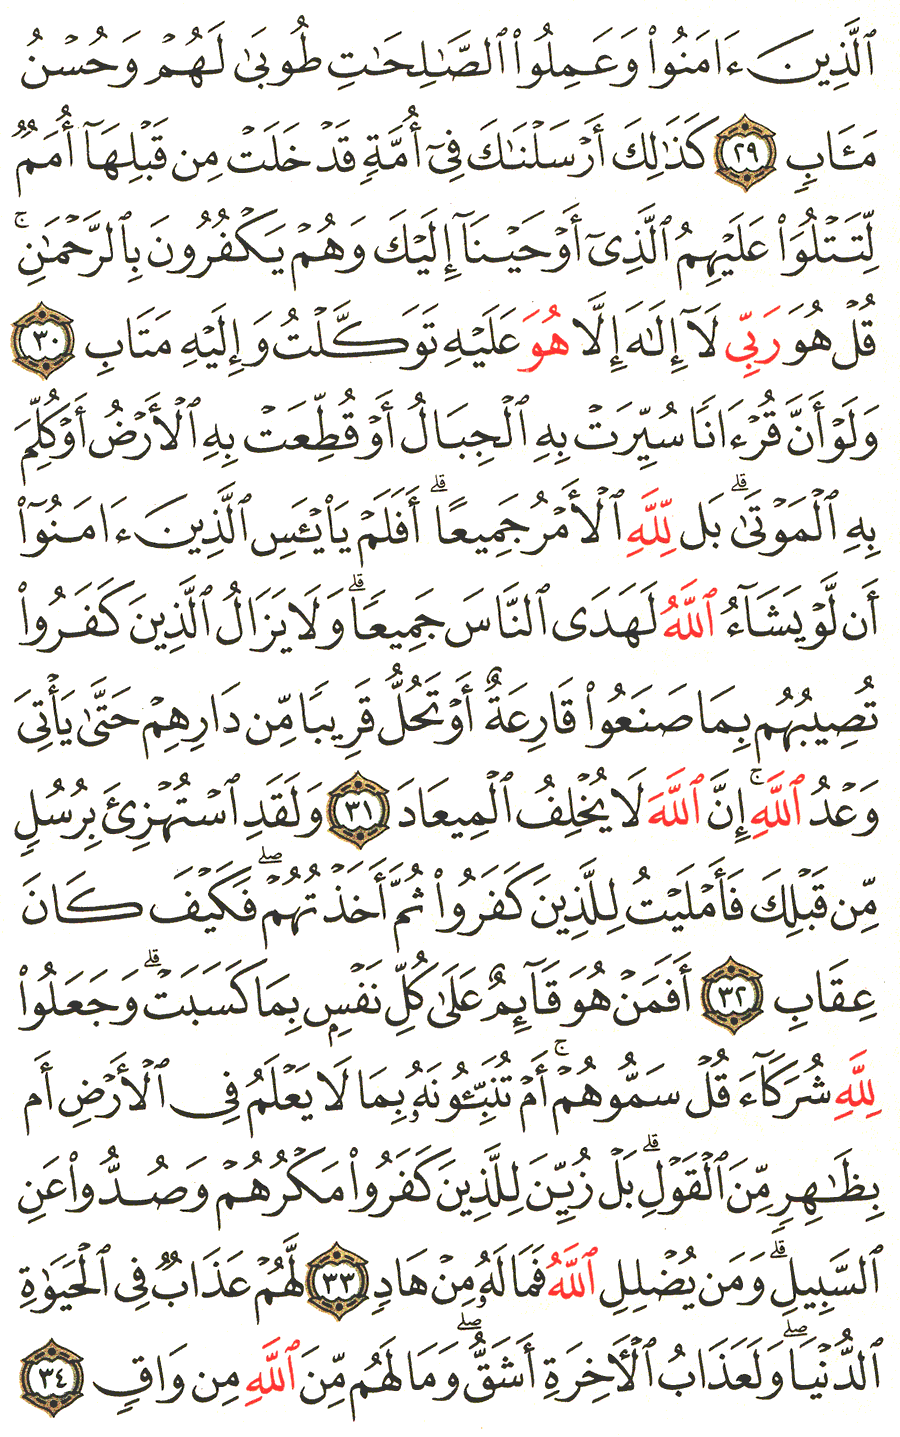 ٱلَّذِينَ ءَامَنُوا۟ وَعَمِلُوا۟ ٱلصَّٰلِحَٰتِ طُوبَىٰ لَهُمْ وَحُسْنُ
مَـَٔابٍ ٢٩ كَذَٰلِكَ أَرْسَلْنَٰكَ فِىٓ أُمَّةٍ قَدْ خَلَتْ مِن قَبْلِهَآ أُمَمٌ
لِّتَتْلُوَا۟ عَلَيْهِمُ ٱلَّذِىٓ أَوْحَيْنَآ إِلَيْكَ وَهُمْ يَكْفُرُونَ بِٱلرَّحْمَٰنِ ۚ
قُلْ هُوَ رَبِّى لَآ إِلَٰهَ إِلَّا هُوَ عَلَيْهِ تَوَكَّلْتُ وَإِلَيْهِ مَتَابِ ٣٠
وَلَوْ أَنَّ قُرْءَانًا سُيِّرَتْ بِهِ ٱلْجِبَالُ أَوْ قُطِّعَتْ بِهِ ٱلْأَرْضُ أَوْ كُلِّمَ
بِهِ ٱلْمَوْتَىٰ ۗ بَل لِّلَّهِ ٱلْأَمْرُ جَمِيعًا ۗ أَفَلَمْ يَا۟يْـَٔسِ ٱلَّذِينَ ءَامَنُوٓا۟
أَن لَّوْ يَشَآءُ ٱللَّهُ لَهَدَى ٱلنَّاسَ جَمِيعًا ۗ وَلَا يَزَالُ ٱلَّذِينَ كَفَرُوا۟
تُصِيبُهُم بِمَا صَنَعُوا۟ قَارِعَةٌ أَوْ تَحُلُّ قَرِيبًا مِّن دَارِهِمْ حَتَّىٰ يَأْتِىَ
وَعْدُ ٱللَّهِ ۚ إِنَّ ٱللَّهَ لَا يُخْلِفُ ٱلْمِيعَادَ ٣١ وَلَقَدِ ٱسْتُهْزِئَ بِرُسُلٍ
مِّن قَبْلِكَ فَأَمْلَيْتُ لِلَّذِينَ كَفَرُوا۟ ثُمَّ أَخَذْتُهُمْ ۖ فَكَيْفَ كَانَ
عِقَابِ ٣٢ أَفَمَنْ هُوَ قَآئِمٌ عَلَىٰ كُلِّ نَفْسٍۭ بِمَا كَسَبَتْ ۗ وَجَعَلُوا۟
لِلَّهِ شُرَكَآءَ قُلْ سَمُّوهُمْ ۚ أَمْ تُنَبِّـُٔونَهُۥ بِمَا لَا يَعْلَمُ فِى ٱلْأَرْضِ أَم
بِظَٰهِرٍ مِّنَ ٱلْقَوْلِ ۗ بَلْ زُيِّنَ لِلَّذِينَ كَفَرُوا۟ مَكْرُهُمْ وَصُدُّوا۟ عَنِ
ٱلسَّبِيلِ ۗ وَمَن يُضْلِلِ ٱللَّهُ فَمَا لَهُۥ مِنْ هَادٍ ٣٣ لَّهُمْ عَذَابٌ فِى ٱلْحَيَوٰةِ
ٱلدُّنْيَا ۖ وَلَعَذَابُ ٱلْـَٔاخِرَةِ أَشَقُّ ۖ وَمَا لَهُم مِّنَ ٱللَّهِ مِن وَاقٍ ٣٤